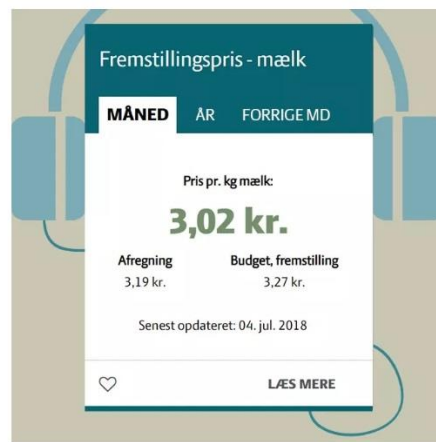 Fremstillingspris - mælk
MÅNED ÅR FORRIGE MD
Pris pr. kg mælk:
3,02 kr.
Afregning Budget, fremstilling
3,19 kr. 3,27 kr.
Senest opdateret: 04. jul. 2018
LÆS MERE